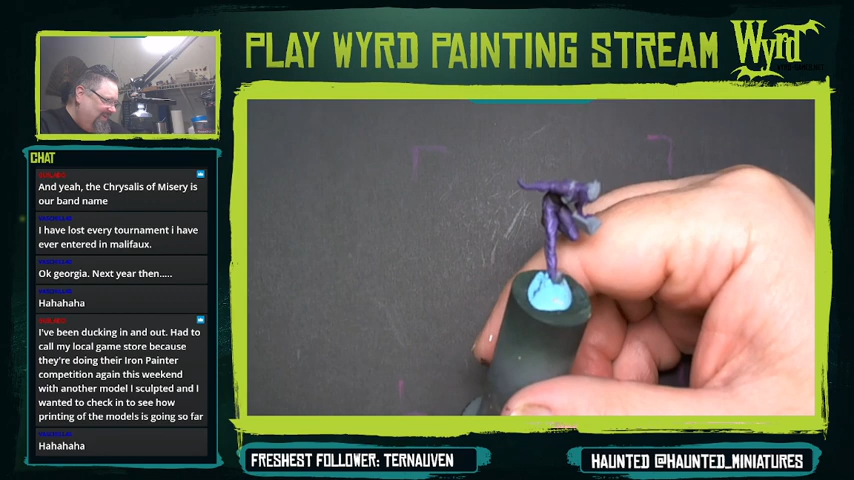 PLAY WYRD PAINTING STREAM
Wyrd
CHAT
And yeah, the Chrysalis of Misery is
our band name
I have lost every tournament i have
ever entered in malifaux.
Ok georgia. Next year then.....
Hahahaha
I've been ducking in and out. Had to
call my local game store because
they're doing their Iron Painter
competition again this weekend
with another model I sculpted and I
wanted to check in to see how
printing of the models is going so far
Hahahaha
FRESHEST FOLLOWER: TERNAUVEN
HAUNTED @HAUNTED_MINIATURES